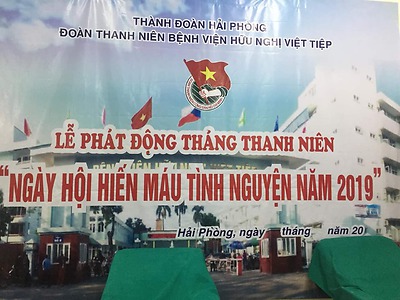 THÀNH ĐOÀN HẢI PHÒNG
ĐOÀN THANH NIÊN BỆNH VIỆN HỮU NGHỊ VIỆT TIỆP
LỄ PHÁT ĐỘNG THÁNG THANH NIÊN
"NGÀY HỘI HIẾN MÁU TÌNH NGUYỆN NĂM 2019"
Hải Phòng, ngày tháng năm 20